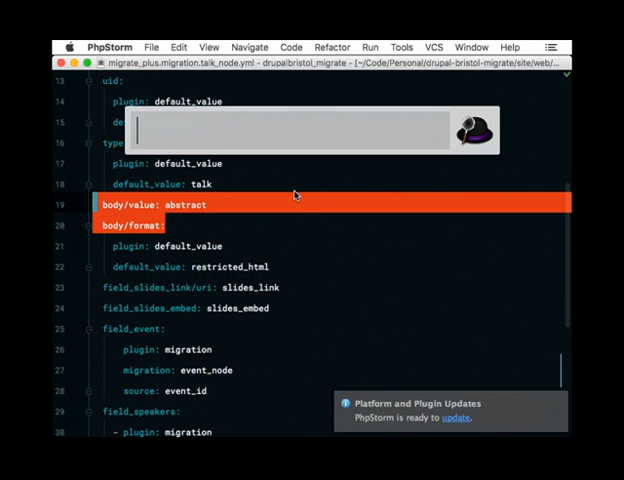 PhpStorm File Edit View Navigate Code Refactor Run Tools VCS Window Help
migrate_plus.migration.talk_node.yml - drupalbristol_migrate - [~/Code/Personal/drupal-bristol-migrate/site/web/...
13 uid:
14 plugin: default_value
15 de
16 type
17 plugin: default_value
18 default_value: talk
19 body/value: abstract
20 body/format:
21 plugin: default_value
22 default_value: restricted_html
23 field_slides_link/uri: slides_link
24 field_slides_embed: slides_embed
25 field_event:
26 plugin: migration
27 migration: event_node
28 source: event_id
29 field_speakers:
30 - plugin: migration
Platform and Plugin Updates
PhpStorm is ready to update.